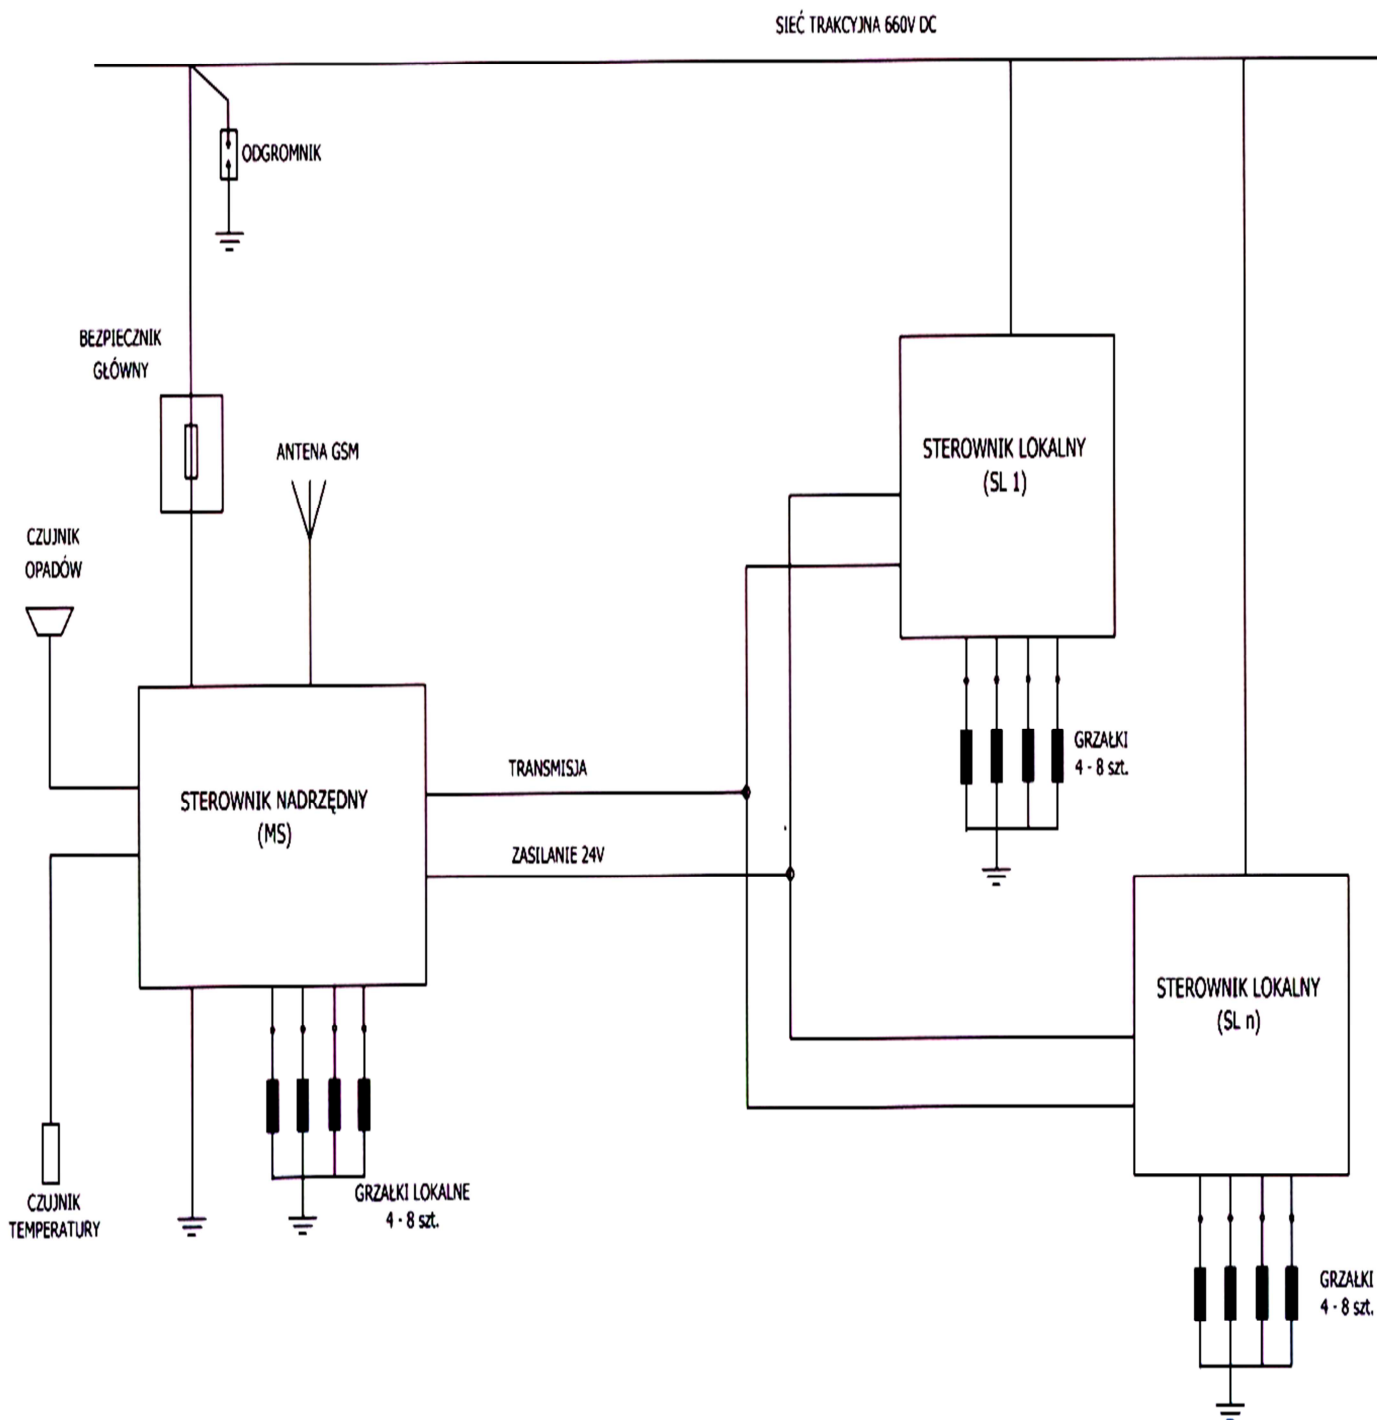 SIEĆ TRAKCYJNA 660V DC
ODGROMNIK
BEZPIECZNIK
GŁÓWNY
ANTENA GSM
CZUJNIK
OPADÓW
STEROWNIK LOKALNY
(SL 1)
GRZAŁKI
4 - 8 szt.
TRANSMISJA
STEROWNIK NADRZĘDNY
(MS)
ZASILANIE 24V
STEROWNIK LOKALNY
(SL n)
CZUJNIK
TEMPERATURY
GRZAŁKI LOKALNE
4 - 8 szt.
GRZAŁKI
4 - 8 szt.